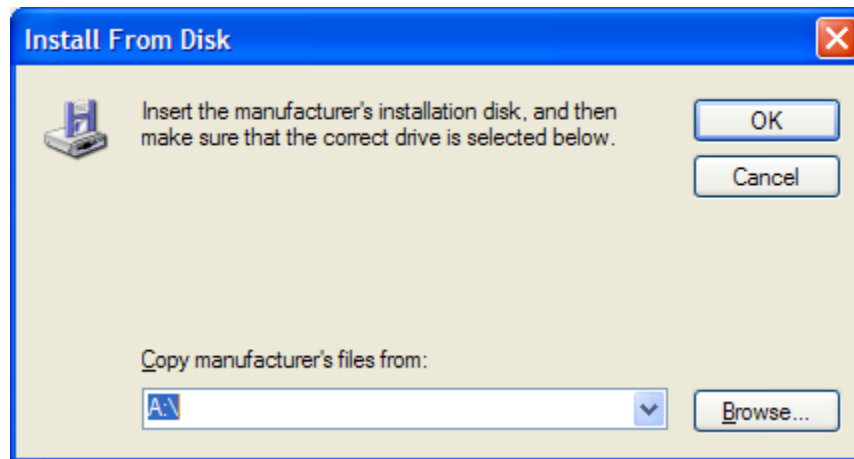 Install From Disk
Insert the manufacturer's installation disk, and then
make sure that the correct drive is selected below.
OK
Cancel
Copy manufacturer's files from:
A:\
Browse...